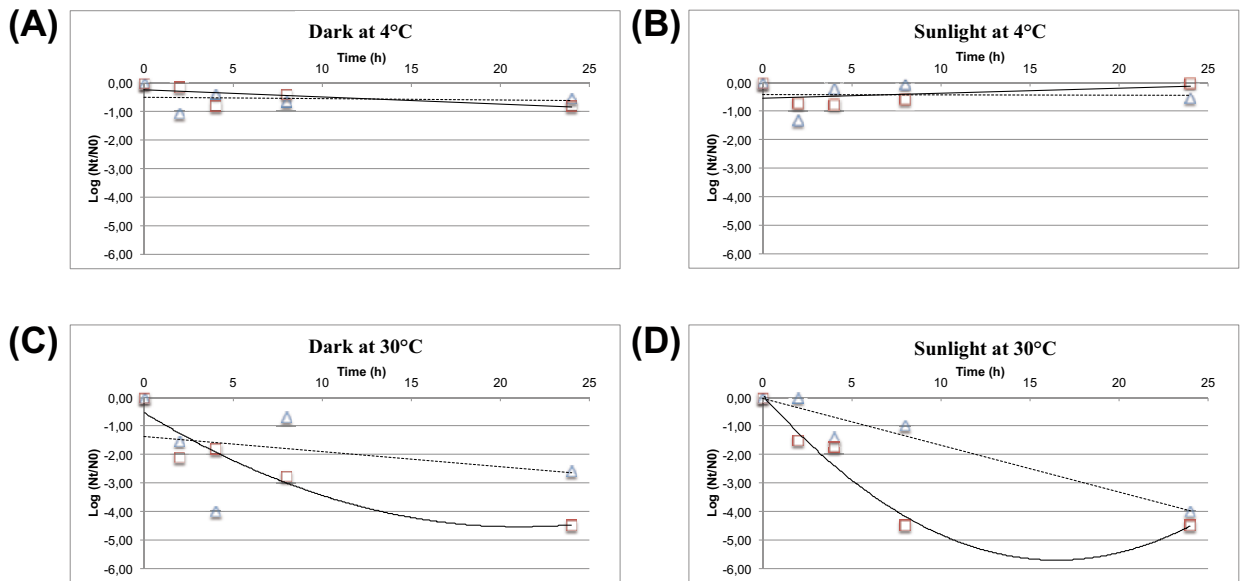 (A)
Dark at 4°C
Time (h)
0 5 10 15 20 25
0,00
-1,00
-2,00
-3,00
-4,00
-5,00
-6,00
Log (Nt/N0)
(B)
Sunlight at 4°C
Time (h)
0 5 10 15 20 25
0,00
-1,00
-2,00
-3,00
-4,00
-5,00
-6,00
Log (Nt/N0)
(C)
Dark at 30°C
Time (h)
0 5 10 15 20 25
0,00
-1,00
-2,00
-3,00
-4,00
-5,00
-6,00
Log (Nt/N0)
(D)
Sunlight at 30°C
Time (h)
0 5 10 15 20 25
0,00
-1,00
-2,00
-3,00
-4,00
-5,00
-6,00
Log (Nt/N0)